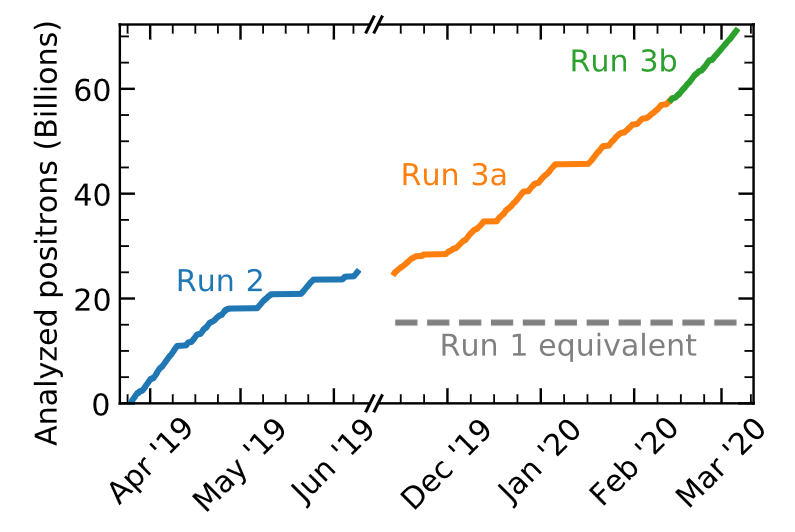 Analyzed positrons (Billions)
60
40
20
0
Run 2
Run 3a
Run 3b
Run 1 equivalent
Apr '19
May '19
Jun '19
Dec '19
Jan '20
Feb '20
Mar '20